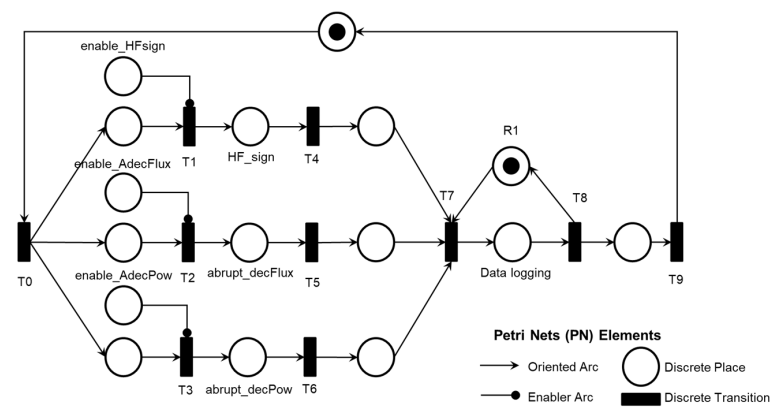 enable_HFsign
T1
HF_sign
T4
R1
enable_AdecFlux
T7
T8
T0
enable_AdecPow
T2
abrupt_decFlux
T5
Data logging
T9
Petri Nets (PN) Elements
Oriented Arc
Discrete Place
T3
abrupt_decPow
T6
Enabler Arc
Discrete Transition